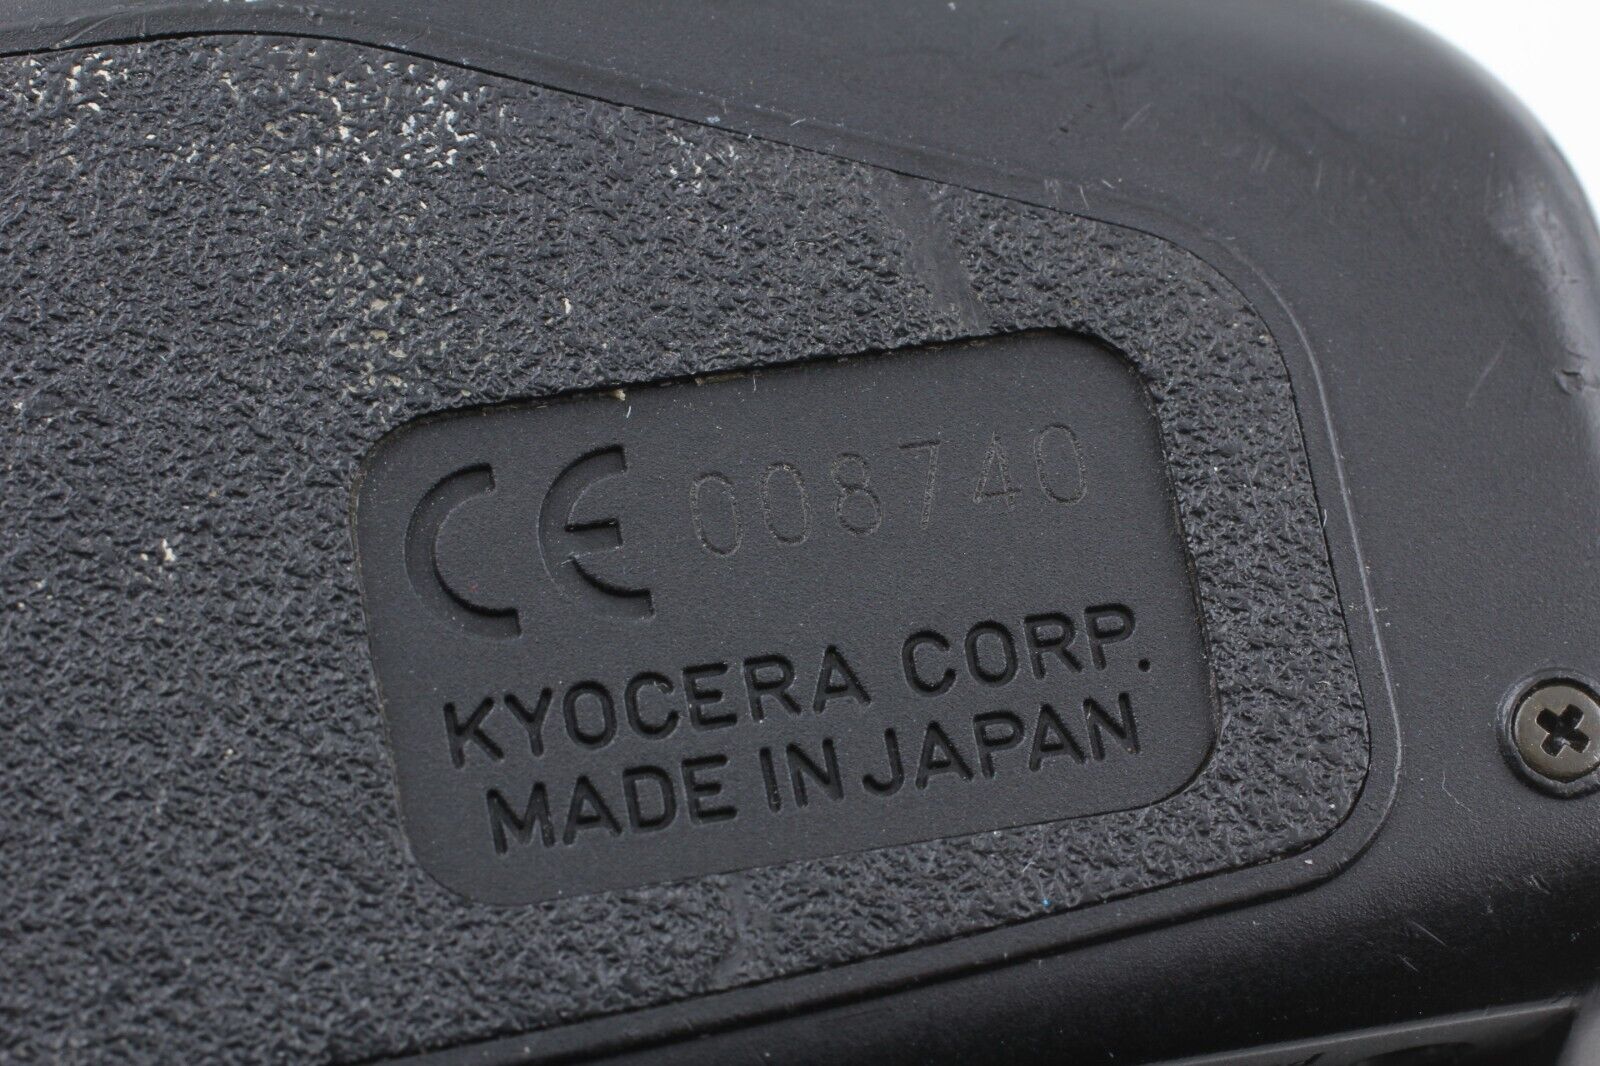 CE 008740
KYOCERA CORP.
MADE IN JAPAN